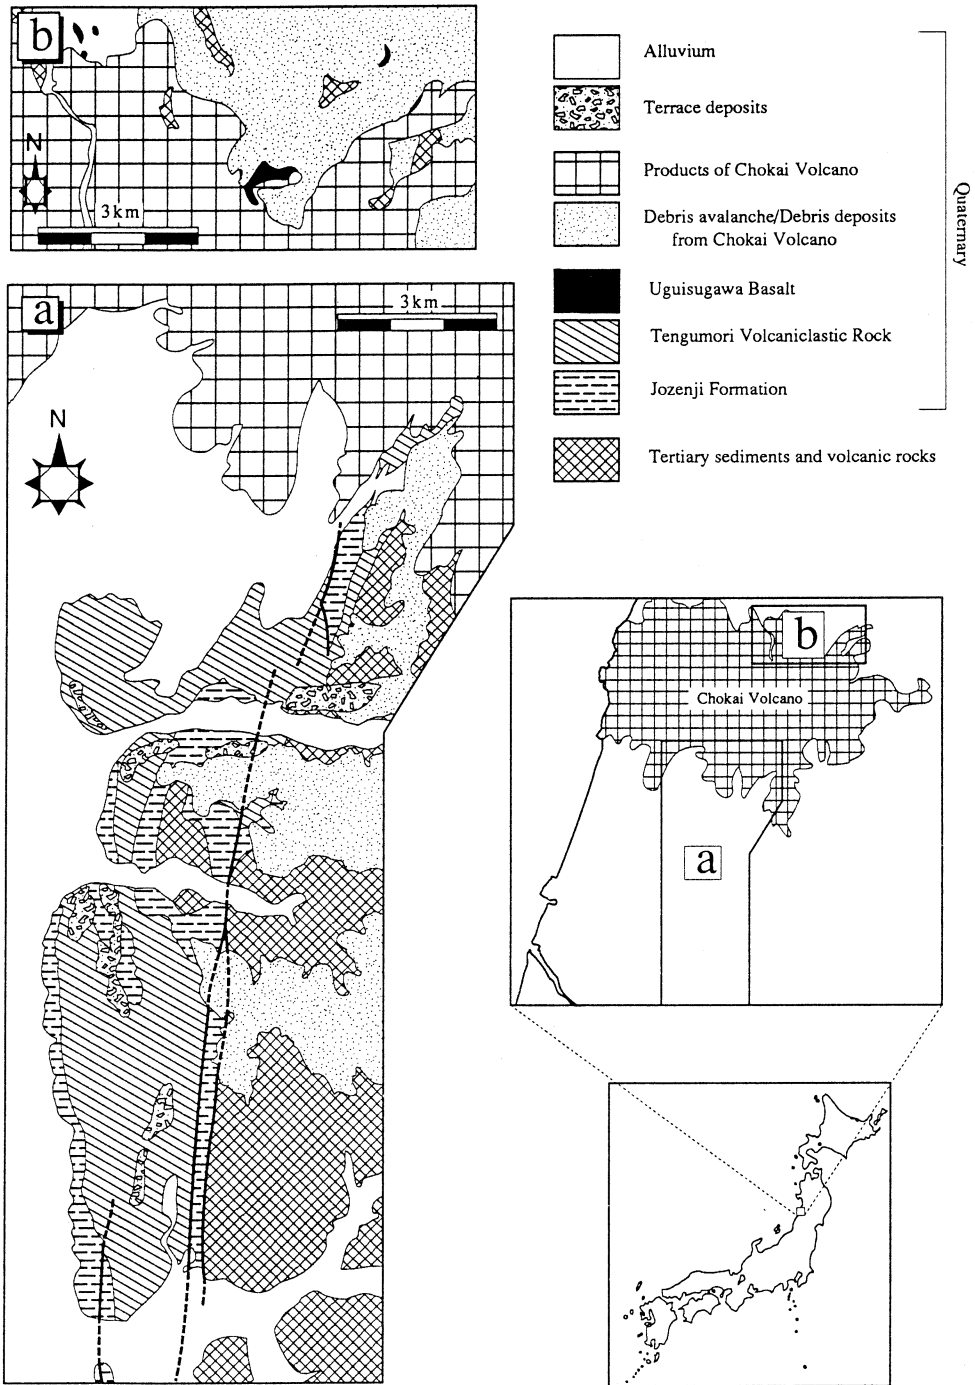 b
N
3km
a
3km
N
Alluvium
Terrace deposits
Products of Chokai Volcano
Debris avalanche/Debris deposits
from Chokai Volcano
Uguisugawa Basalt
Tengumori Volcaniclastic Rock
Jozenji Formation
Tertiary sediments and volcanic rocks
Quaternary
b
Chokai Volcano
a